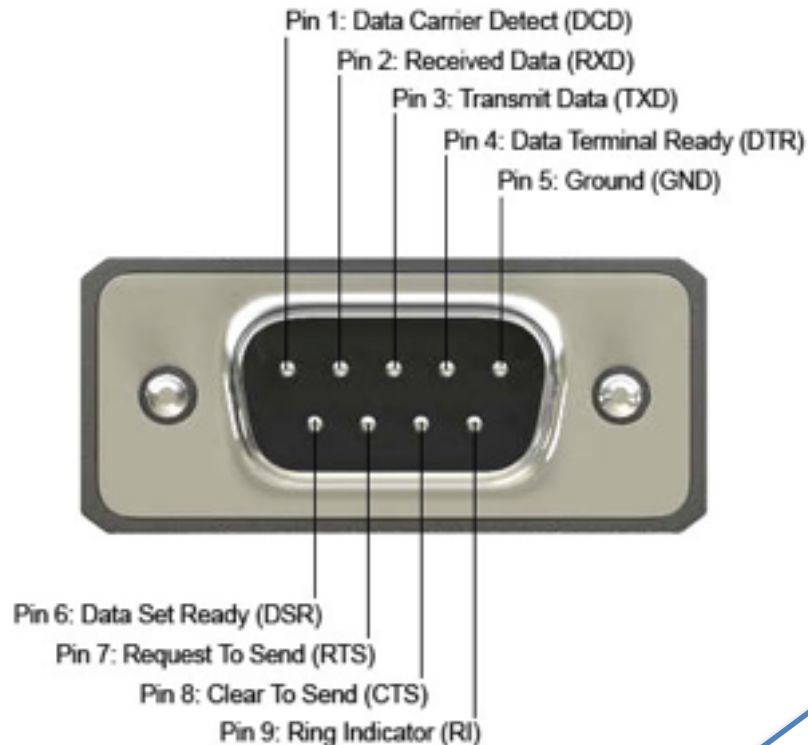 Pin 1: Data Carrier Detect (DCD)
Pin 2: Received Data (RXD)
Pin 3: Transmit Data (TXD)
Pin 4: Data Terminal Ready (DTR)
Pin 5: Ground (GND)
Pin 6: Data Set Ready (DSR)
Pin 7: Request To Send (RTS)
Pin 8: Clear To Send (CTS)
Pin 9: Ring Indicator (RI)